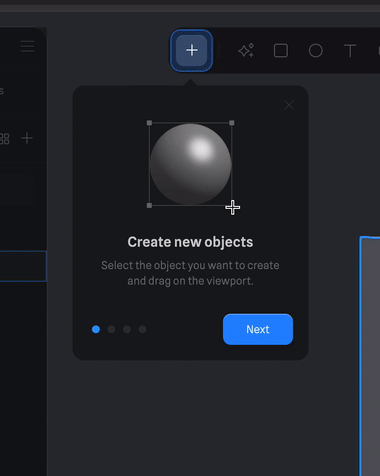 T
s
Create new objects
Select the object you want to create
and drag on the viewport.
Next